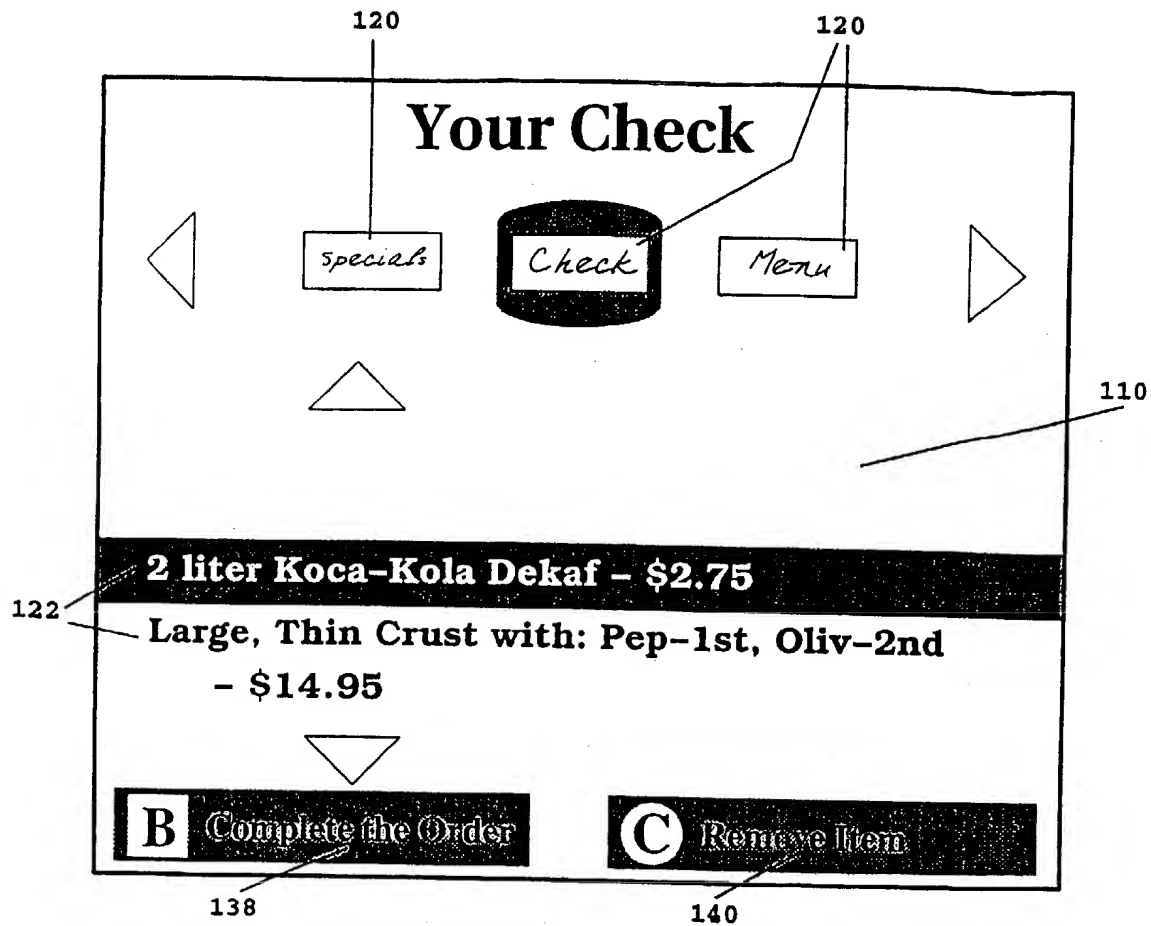 120 120
Your Check
Specials Check Menu
110
2 liter Koca-Kola Dekaf - $2.75
122
Large, Thin Crust with: Pep-1st, Oliv-2nd
- $14.95
B Complete the Order C Remove Item
138 140